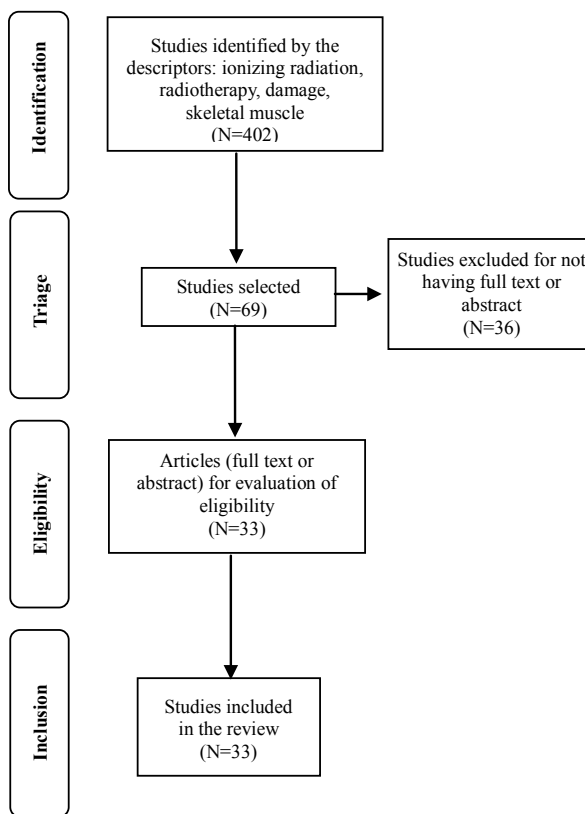 Identification
Studies identified by the
descriptors: ionizing radiation,
radiotherapy, damage,
skeletal muscle
(N=402)
Triage
Studies selected
(N=69)
Studies excluded for not
having full text or
abstract
(N=36)
Eligibility
Articles (full text or
abstract) for evaluation of
eligibility
(N=33)
Inclusion
Studies included
in the review
(N=33)